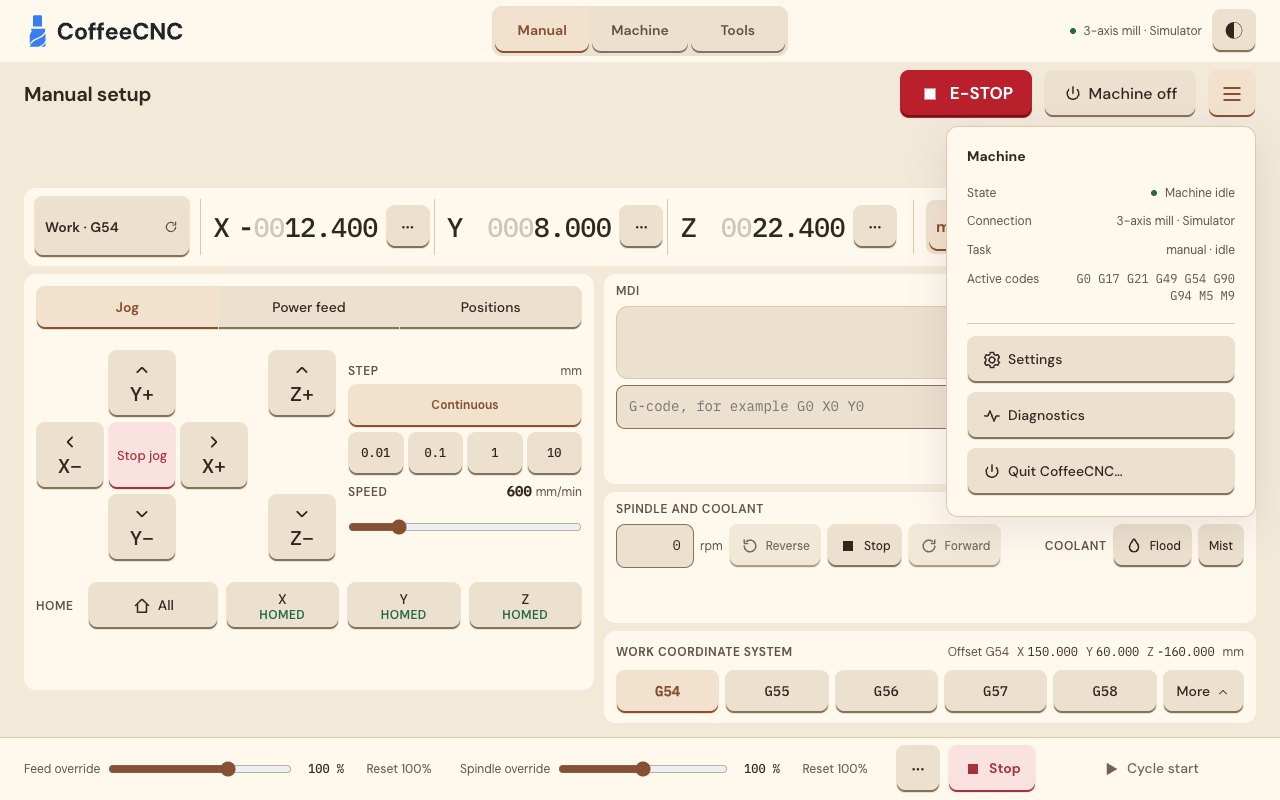 CoffeeCNC
Manual
Machine
Tools
3-axis mill · Simulator
Manual setup
E-STOP
Machine off
Machine
State
Machine idle
Connection
3-axis mill · Simulator
Task
manual · idle
Active codes
G0 G17 G21 G49 G54 G90
G94 M5 M9
Settings
Diagnostics
Quit CoffeeCNC…
Work · G54
X -0012.400
···
Y 0008.000
···
Z 0022.400
···
Jog
Power feed
Positions
Y+
Z+
X−
Stop jog
X+
Y−
Z−
STEP
mm
Continuous
0.01
0.1
1
10
SPEED
600 mm/min
HOME
All
X
HOMED
Y
HOMED
Z
HOMED
MDI
G-code, for example G0 X0 Y0
SPINDLE AND COOLANT
0
rpm
Reverse
Stop
Forward
COOLANT
Flood
Mist
WORK COORDINATE SYSTEM
Offset G54 X 150.000 Y 60.000 Z -160.000 mm
G54
G55
G56
G57
G58
More
Feed override
100 %
Reset 100%
Spindle override
100 %
Reset 100%
···
Stop
Cycle start